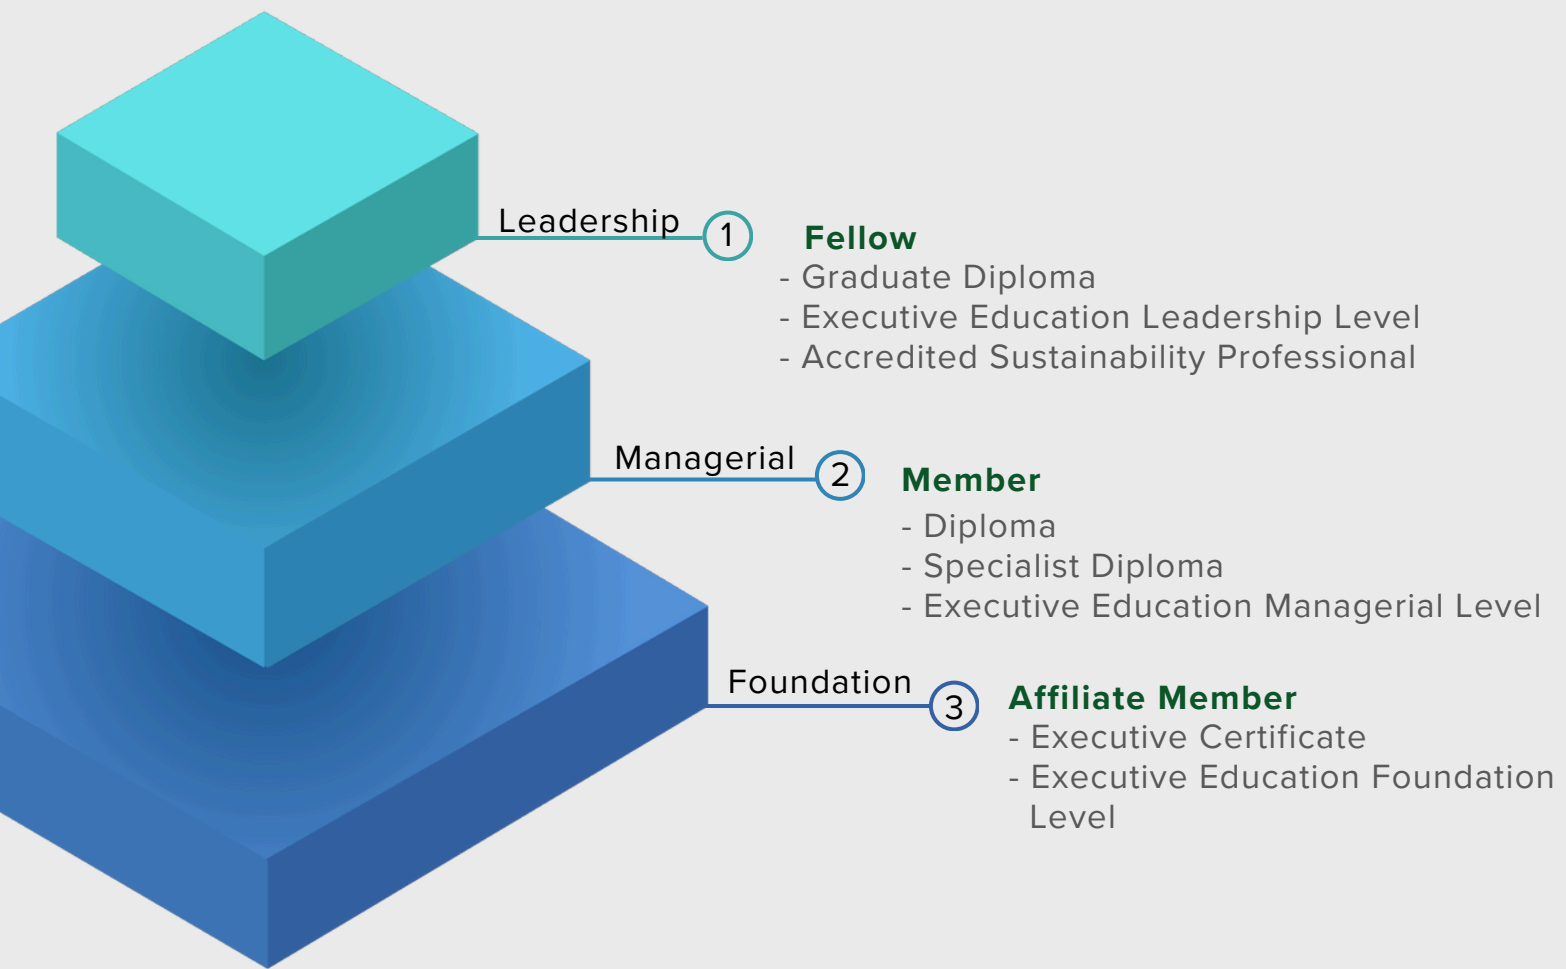 Leadership
1
Fellow
- Graduate Diploma
- Executive Education Leadership Level
- Accredited Sustainability Professional
Managerial
2
Member
- Diploma
- Specialist Diploma
- Executive Education Managerial Level
Foundation
3
Affiliate Member
- Executive Certificate
- Executive Education Foundation
Level